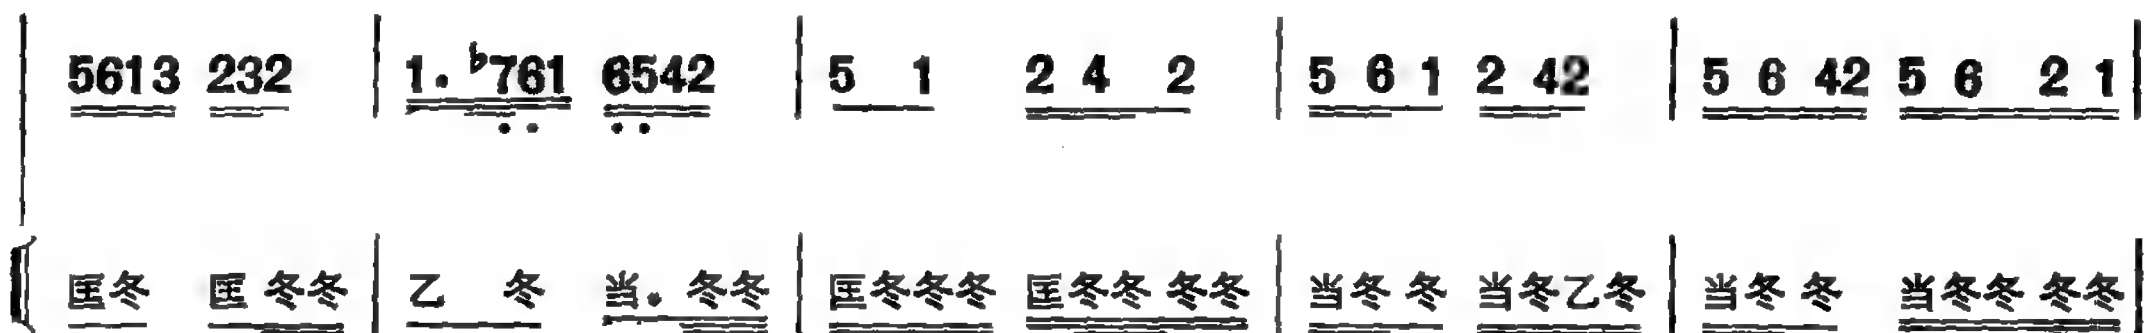 5613 232 | 1. ♭761 6542 | 5 1 2 4 2 | 5 6 1 2 42 | 5 6 42 5 6 2 1 |
匡冬 匡 冬冬 | 乙 冬 当. 冬冬 | 匡冬冬冬 匡冬冬 冬冬 | 当冬 冬 当冬乙冬 | 当冬 冬 当冬冬 冬冬 |